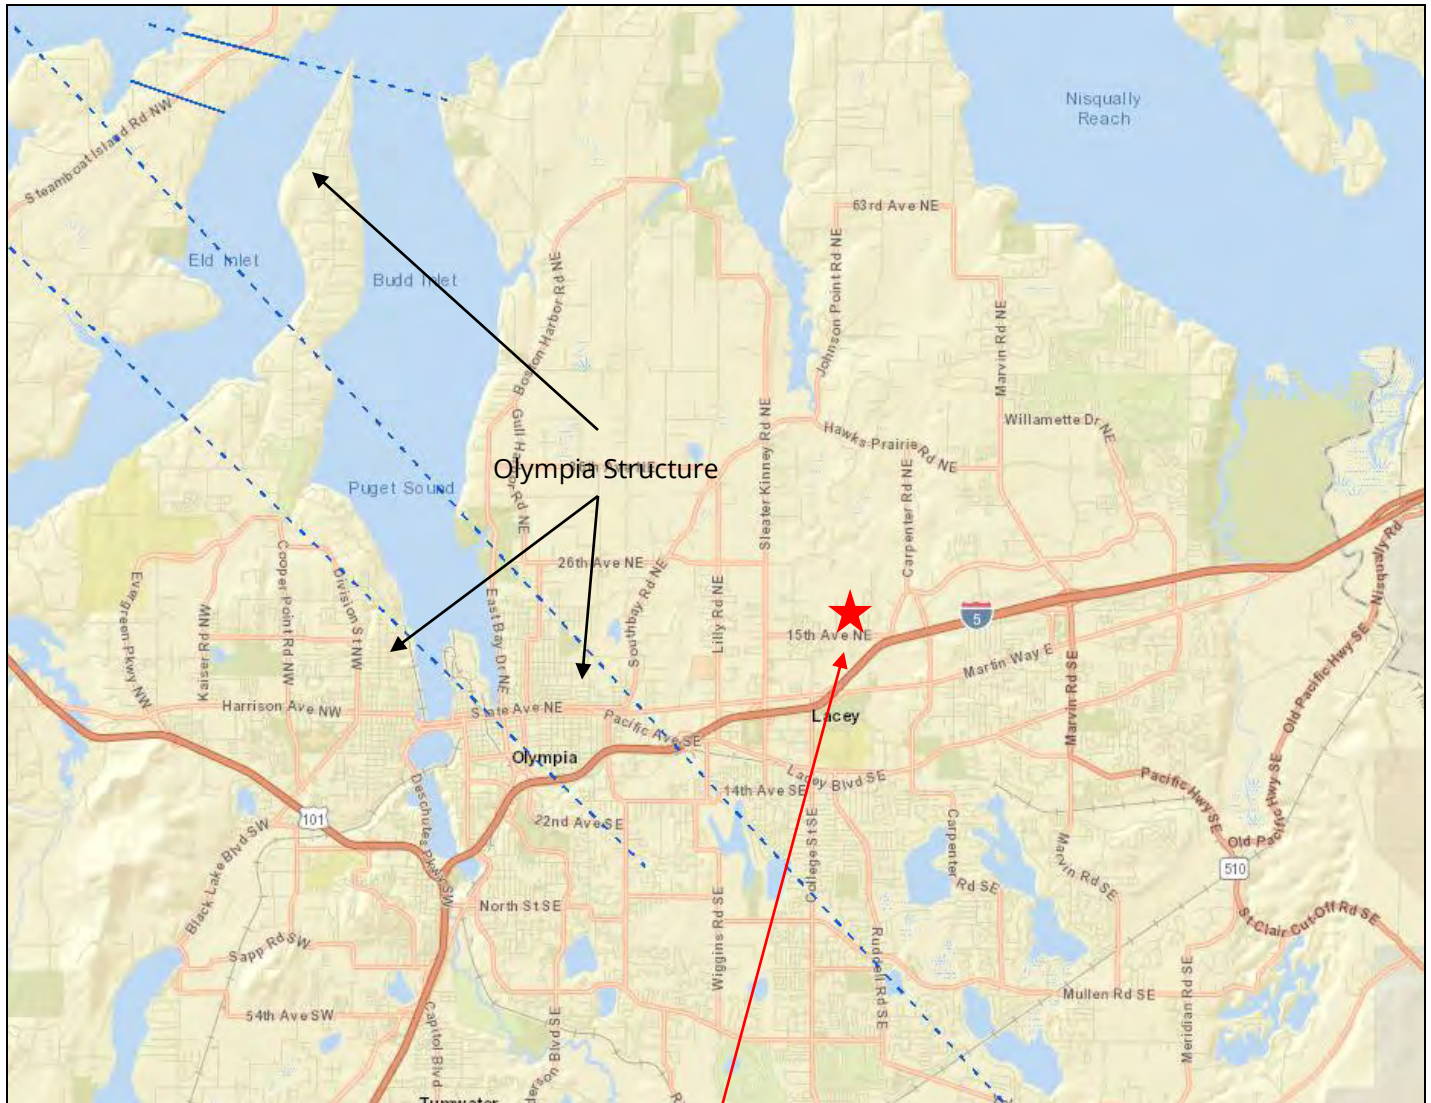 Nisqually
Reach
Steamboat Island Rd NW
63rd Ave NE
Eld Inlet
Budd Inlet
Boston Harbor Rd NE
Johnson Point Rd NE
Marvin Rd NE
Gull Harbor Rd NE
Sleater Kinney Rd NE
Willamette Dr NE
Hawks Prairie Rd NE
Olympia Structure
Puget Sound
Carpenter Rd NE
26th Ave NE
Evergreen Pkwy NW
Kaiser Rd NW
Cooper Point Rd NW
Division St NW
East Bay Dr NE
Southbay Rd NE
Lilly Rd NE
15th Ave NE
5
Martin Way E
Marvin Rd SE
Nisqually Rd
Old Pacific Hwy SE
Harrison Ave NW
State Ave NE
Pacific Ave SE
Lacey
Olympia
Lacey Blvd SE
14th Ave SE
Pacific Hwy SE
Old Pacific Hwy SE
101
Deschutes Pkwy SW
22nd Ave SE
College St SE
Carpenter
Rd SE
Marvin Rd SE
510
Black Lake Blvd SW
North St SE
St Clair Cut Off Rd SE
Sapp Rd SW
Wiggins Rd SE
Ruddell Rd SE
Mullen Rd SE
Meridian Rd SE
54th Ave SW
Capitol Blvd
Blvd SE
Tumwater